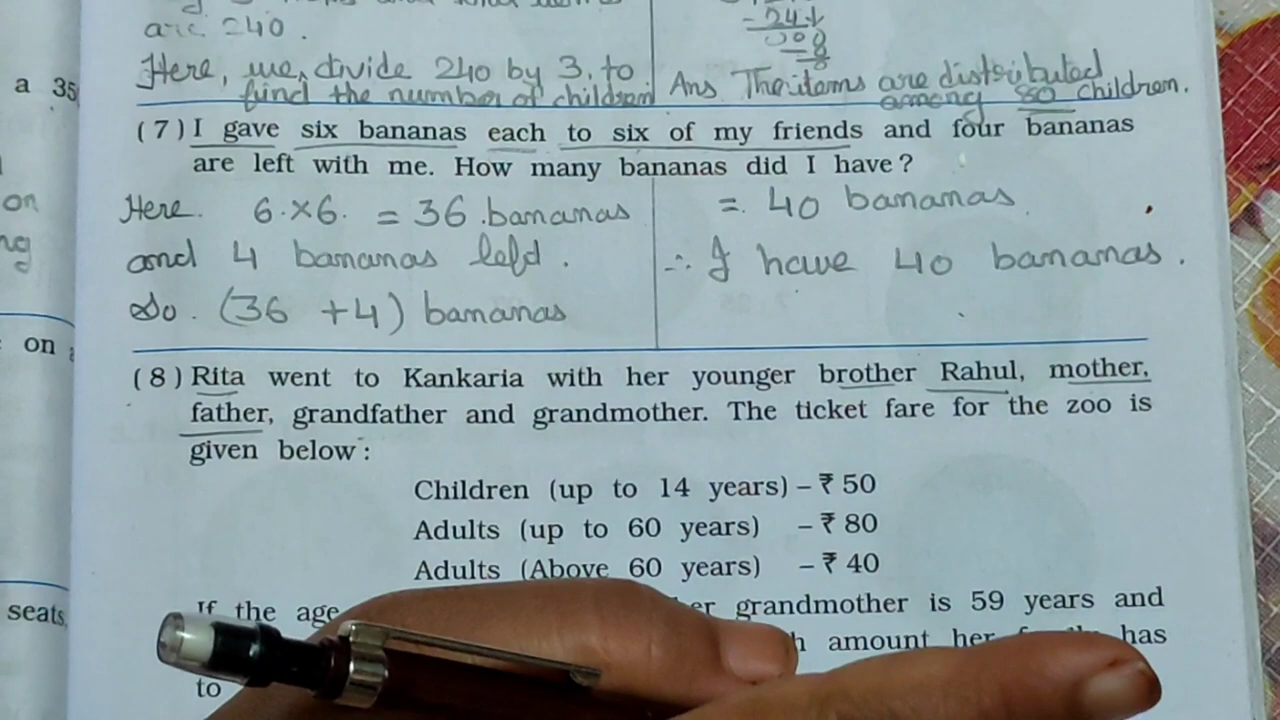 are 240.
Here, we divide 240 by 3. to
find the number of children
- 24↓
00
Ans The items are distributed
among 80 children.
a 35
(7) I gave six bananas each to six of my friends and four bananas
are left with me. How many bananas did I have?
Here. 6.×6. = 36 .bananas
and 4 bananas left.
So. (36 +4) bananas
=. 40 bananas.
∴ I have 40 bananas.
on
ng
on
(8) Rita went to Kankaria with her younger brother Rahul, mother,
father, grandfather and grandmother. The ticket fare for the zoo is
given below:
Children (up to 14 years) – ₹ 50
Adults (up to 60 years) – ₹ 80
Adults (Above 60 years) – ₹ 40
If the age grandmother is 59 years and
amount her has
to
seats.